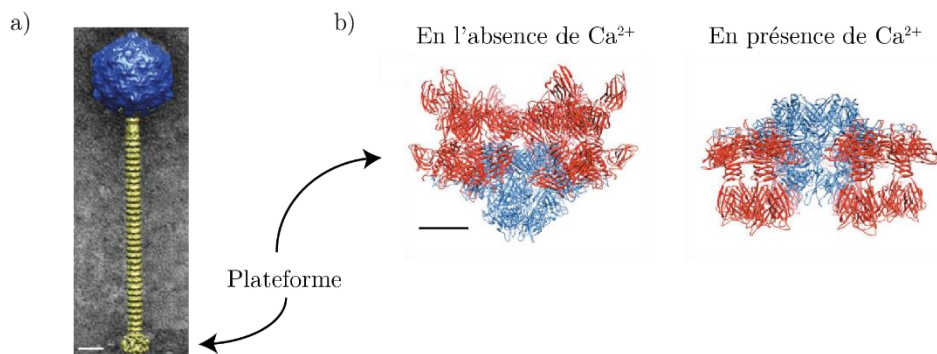 a)
b)
En l'absence de Ca²⁺
En présence de Ca²⁺
Plateforme